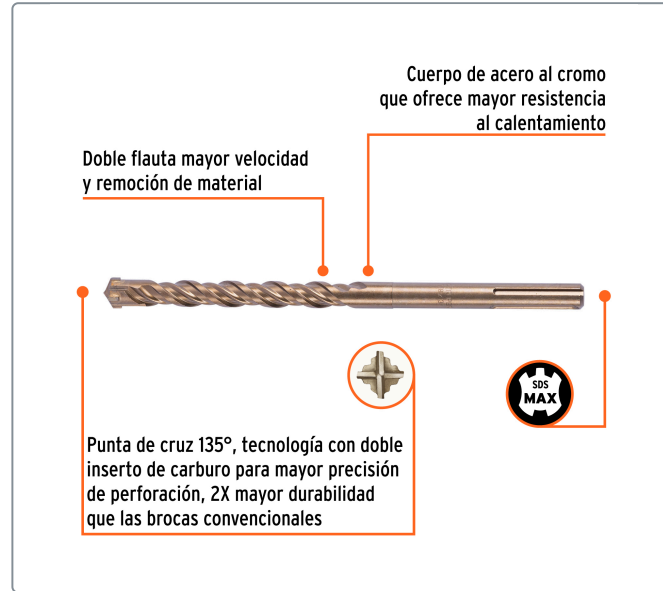 Cuerpo de acero al cromo
que ofrece mayor resistencia
al calentamiento
Doble flauta mayor velocidad
y remoción de material
SDS
MAX
Punta de cruz 135°, tecnología con doble
inserto de carburo para mayor precisión
de perforación, 2X mayor durabilidad
que las brocas convencionales